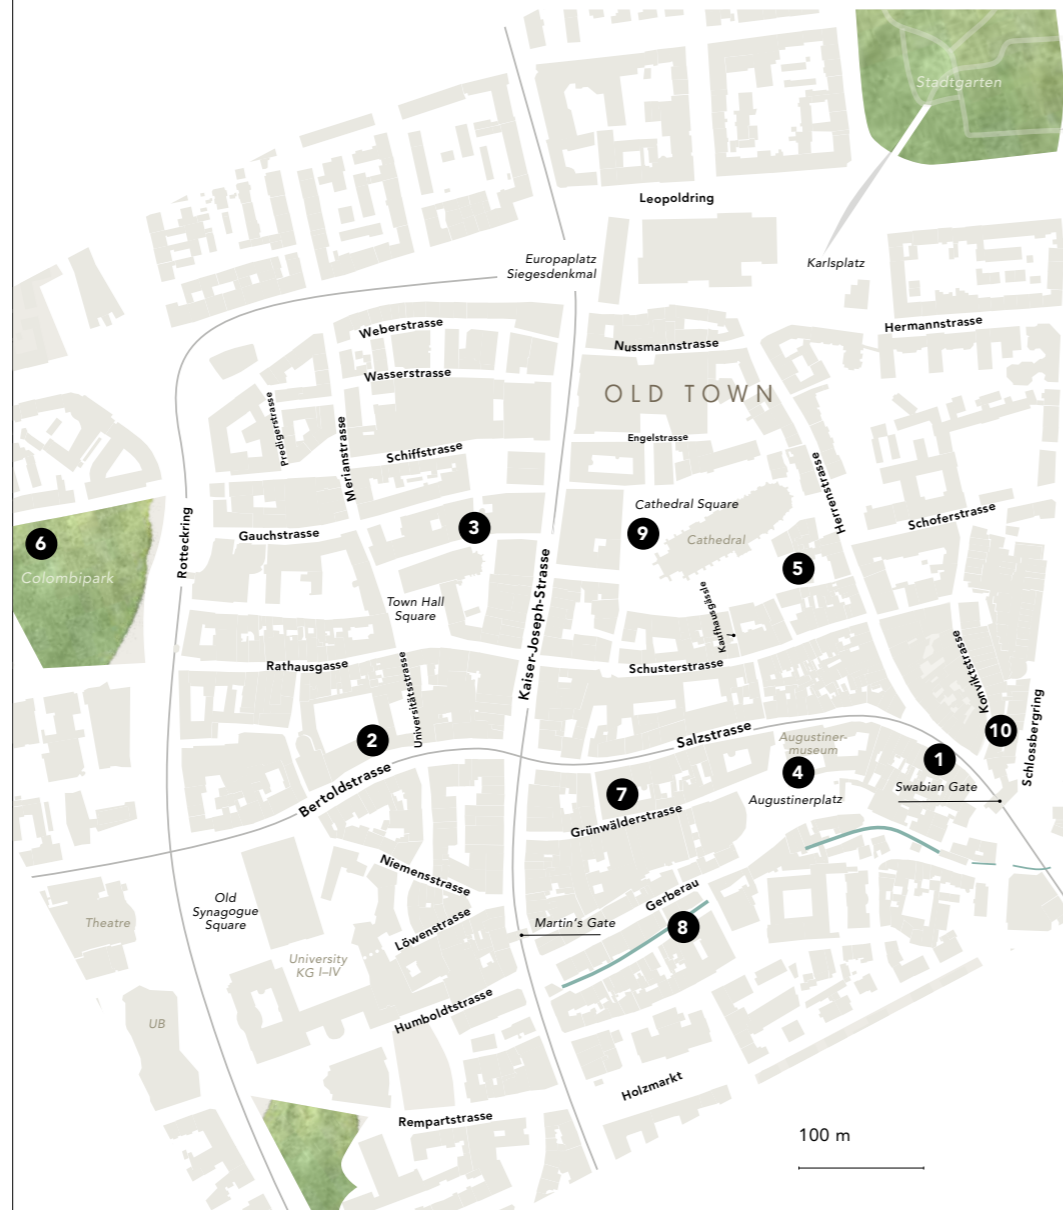 Stadtgarten
Leopoldring
Europaplatz
Siegesdenkmal
Karlsplatz
Weberstrasse
Hermannstrasse
Nussmannstrasse
Wasserstrasse
OLD TOWN
Predigerstrasse
Merianstrasse
Schiffstrasse
Engelstrasse
Herrenstrasse
Cathedral Square
Schoferstrasse
Rotteckring
Gauchstrasse
3
9
Cathedral
6
Colombipark
5
Kaiser-Joseph-Strasse
Town Hall
Square
Kaufhausgässle
Rathausgasse
Universitätsstrasse
Schusterstrasse
Konviktstrasse
Schlossbergring
2
Salzstrasse
Augustiner-
museum
10
1
Bertoldstrasse
7
4
Swabian Gate
Augustinerplatz
Grünwälderstrasse
Niemensstrasse
Gerberau
Old
Synagogue
Square
Theatre
Löwenstrasse
Martin's Gate
8
University
KG I–IV
UB
Humboldtstrasse
Holzmarkt
Rempartstrasse
100 m